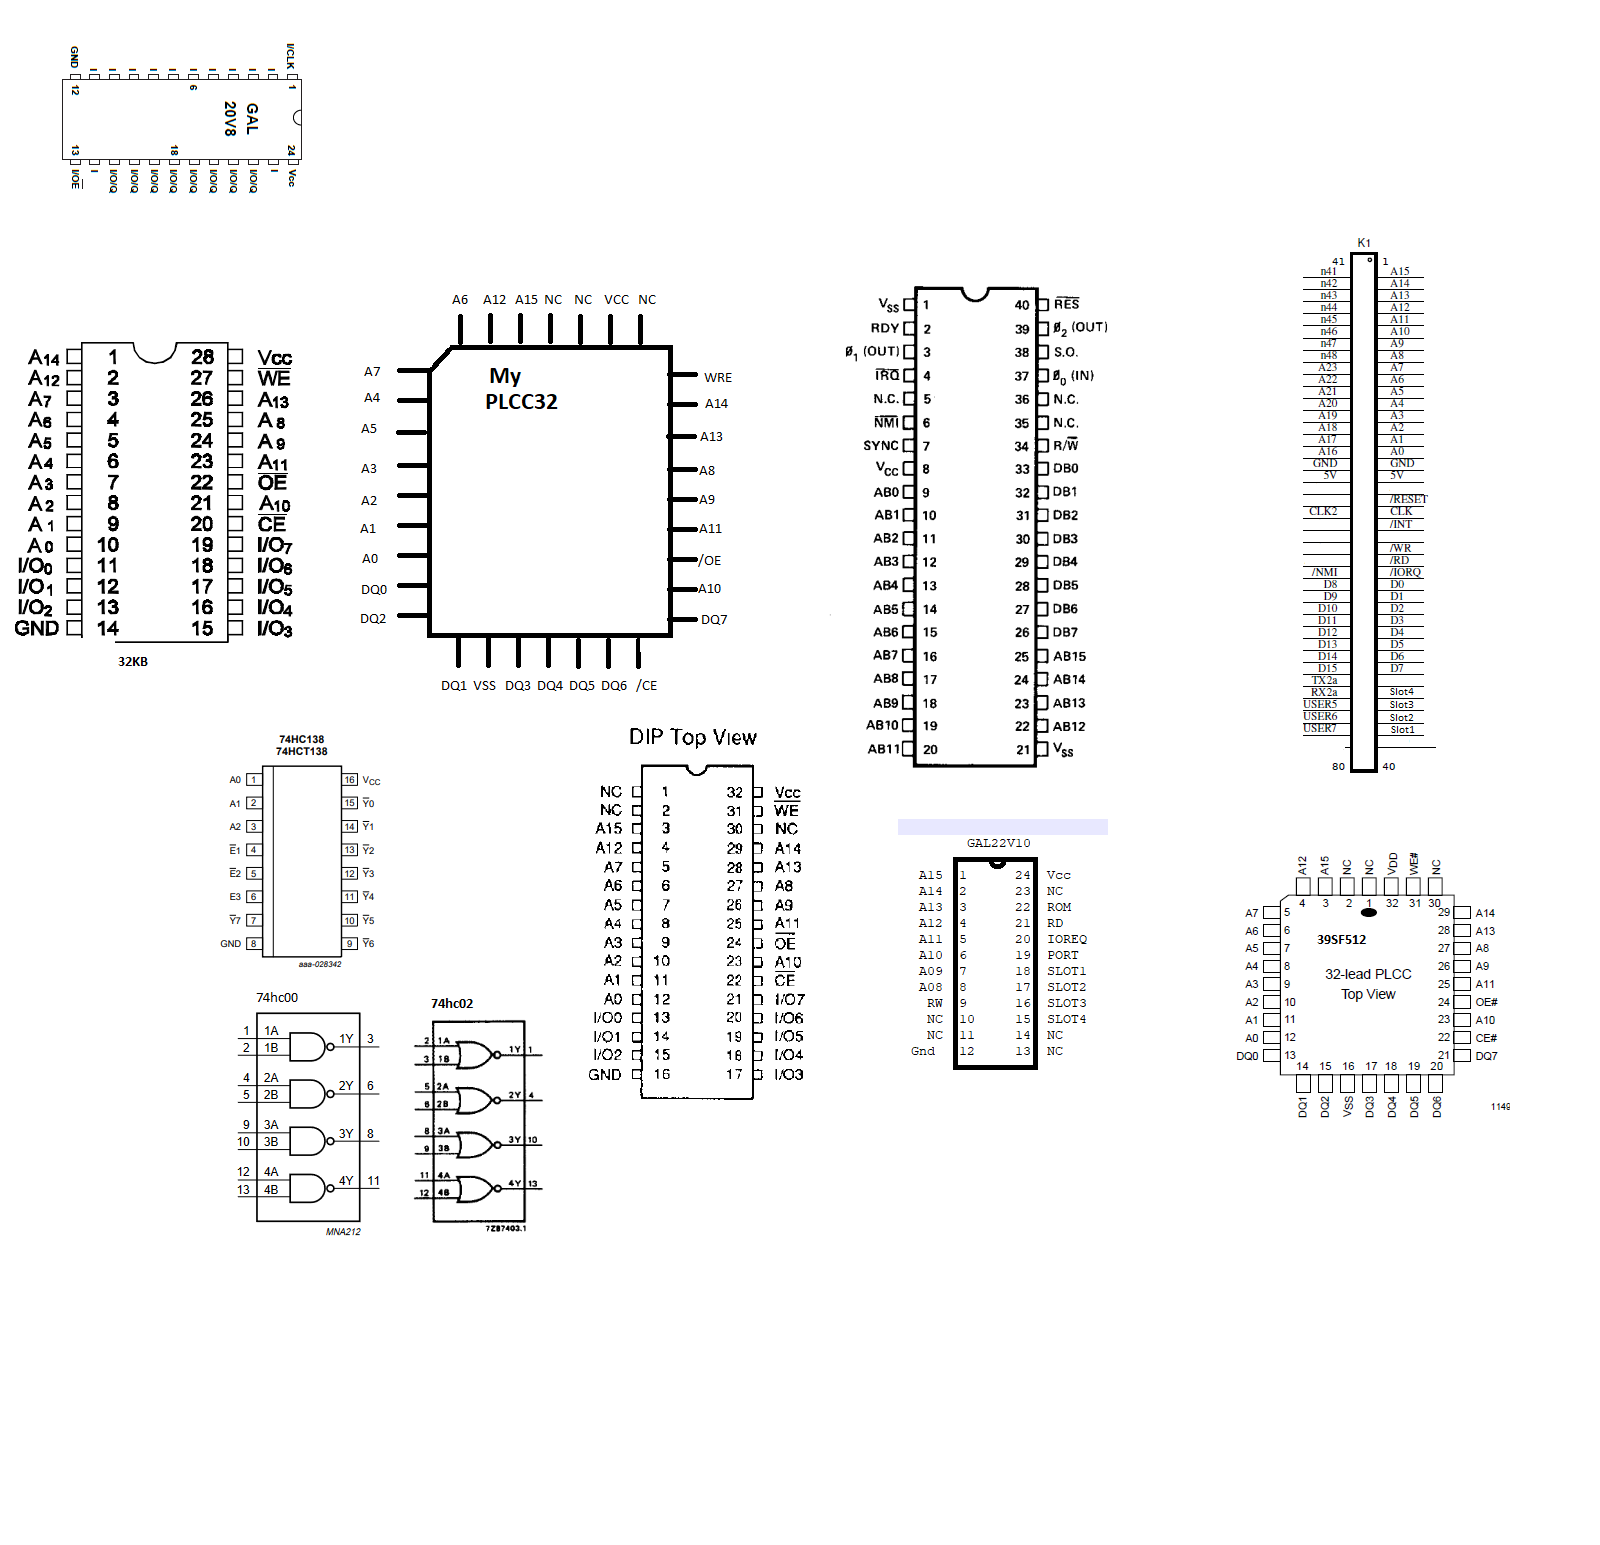 GND I I I I I I I I I I I/CLK
12 6 1
GAL
20V8
13 18 24
I/OE I I/O/Q I/O/Q I/O/Q I/O/Q I/O/Q I/O/Q I/O/Q I/O/Q I Vcc
A14 1 28 Vcc
A12 2 27 WE
A7 3 26 A13
A6 4 25 A8
A5 5 24 A9
A4 6 23 A11
A3 7 22 OE
A2 8 21 A10
A1 9 20 CE
A0 10 19 I/O7
I/O0 11 18 I/O6
I/O1 12 17 I/O5
I/O2 13 16 I/O4
GND 14 15 I/O3
32KB
A6 A12 A15 NC NC VCC NC
My
PLCC32
A7 WRE
A4 A14
A5 A13
A3 A8
A2 A9
A1 A11
A0 /OE
DQ0 A10
DQ2 DQ7
DQ1 VSS DQ3 DQ4 DQ5 DQ6 /CE
VSS 1 40 RES
RDY 2 39 Ø2 (OUT)
Ø1 (OUT) 3 38 S.O.
IRQ 4 37 Ø0 (IN)
N.C. 5 36 N.C.
NMI 6 35 N.C.
SYNC 7 34 R/W
VCC 8 33 DB0
AB0 9 32 DB1
AB1 10 31 DB2
AB2 11 30 DB3
AB3 12 29 DB4
AB4 13 28 DB5
AB5 14 27 DB6
AB6 15 26 DB7
AB7 16 25 AB15
AB8 17 24 AB14
AB9 18 23 AB13
AB10 19 22 AB12
AB11 20 21 VSS
K1
41 1
n41 A15
n42 A14
n43 A13
n44 A12
n45 A11
n46 A10
n47 A9
n48 A8
A23 A7
A22 A6
A21 A5
A20 A4
A19 A3
A18 A2
A17 A1
A16 A0
GND GND
5V 5V
/RESET
CLK2 CLK
/INT
/WR
/RD
/NMI /IORQ
D8 D0
D9 D1
D10 D2
D11 D3
D12 D4
D13 D5
D14 D6
D15 D7
TX2a
RX2a Slot4
USER5 Slot3
USER6 Slot2
USER7 Slot1
80 40
74HC138
74HCT138
A0 1 16 VCC
A1 2 15 Y0
A2 3 14 Y1
E1 4 13 Y2
E2 5 12 Y3
E3 6 11 Y4
Y7 7 10 Y5
GND 8 9 Y6
aaa-028342
74hc00
1 1A
2 1B 1Y 3
4 2A
5 2B 2Y 6
9 3A
10 3B 3Y 8
12 4A
13 4B 4Y 11
MNA212
74hc02
2 1A
3 1B 1Y 1
5 2A
6 2B 2Y 4
8 3A
9 3B 3Y 10
11 4A
12 4B 4Y 13
7Z87403.1
DIP Top View
NC 1 32 Vcc
NC 2 31 WE
A15 3 30 NC
A12 4 29 A14
A7 5 28 A13
A6 6 27 A8
A5 7 26 A9
A4 8 25 A11
A3 9 24 OE
A2 10 23 A10
A1 11 22 CE
A0 12 21 I/O7
I/O0 13 20 I/O6
I/O1 14 19 I/O5
I/O2 15 18 I/O4
GND 16 17 I/O3
GAL22V10
A15 1 24 Vcc
A14 2 23 NC
A13 3 22 ROM
A12 4 21 RD
A11 5 20 IOREQ
A10 6 19 PORT
A09 7 18 SLOT1
A08 8 17 SLOT2
RW 9 16 SLOT3
NC 10 15 SLOT4
NC 11 14 NC
Gnd 12 13 NC
A12 A15 NC NC VDD WE# NC
4 3 2 1 32 31 30
A7 5 29 A14
A6 6 28 A13
A5 7 27 A8
A4 8 26 A9
A3 9 25 A11
A2 10 24 OE#
A1 11 23 A10
A0 12 22 CE#
DQ0 13 21 DQ7
39SF512
32-lead PLCC
Top View
14 15 16 17 18 19 20
DQ1 DQ2 VSS DQ3 DQ4 DQ5 DQ6
1149